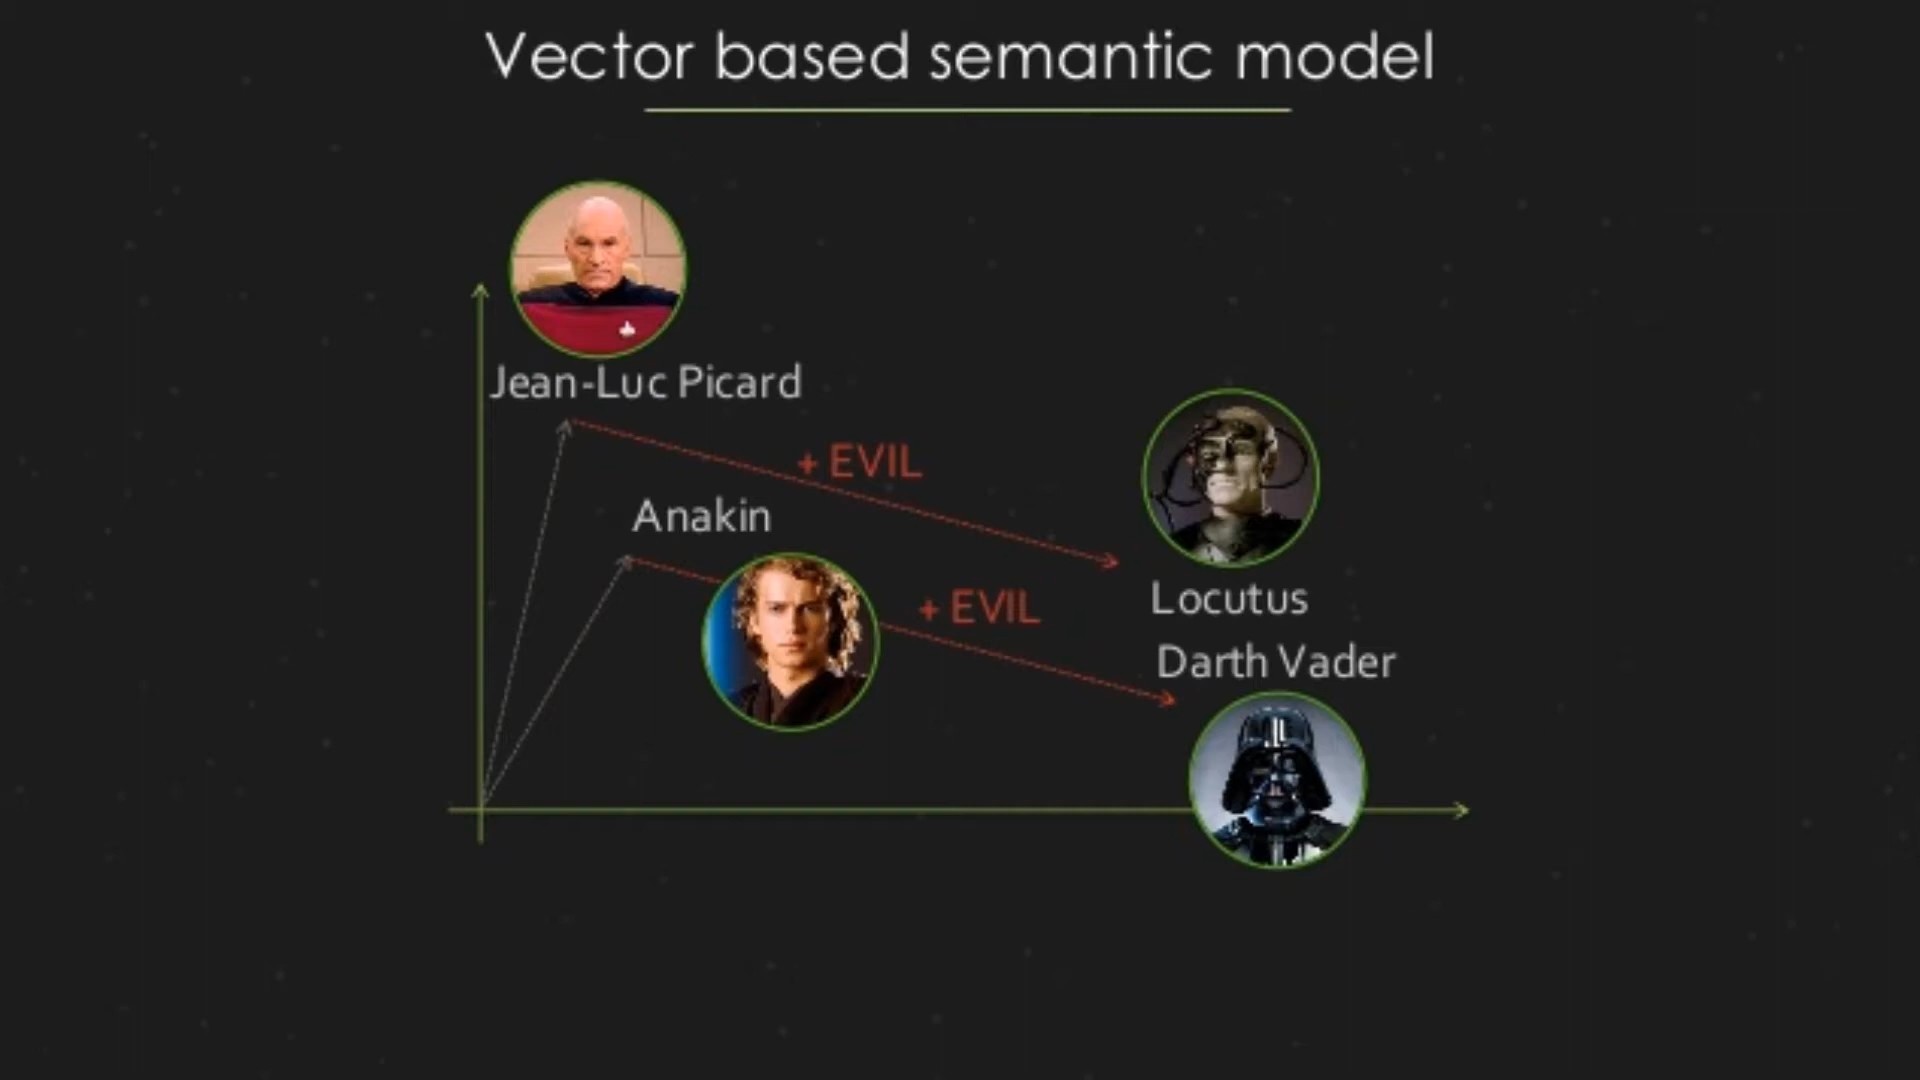 Vector based semantic model
Jean-Luc Picard
+ EVIL
Anakin
+ EVIL
Locutus
Darth Vader